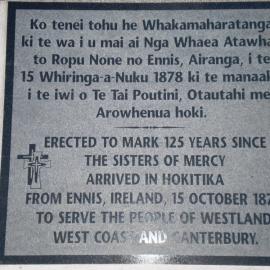 Ko tenei tohu he Whakamaharatanga
ki te wa i u mai ai Nga Whaea Atawha
to Ropu None no Ennis, Airanga, i te
15 Whiringa-a-Nuku 1878 ki te manaak
i te iwi o Te Tai Poutini, Otautahi me
Arowhenua hoki.
ERECTED TO MARK 125 YEARS SINCE
THE SISTERS OF MERCY
ARRIVED IN HOKITIKA
FROM ENNIS, IRELAND, 15 OCTOBER 187
TO SERVE THE PEOPLE OF WESTLAND
WEST COAST AND CANTERBURY.